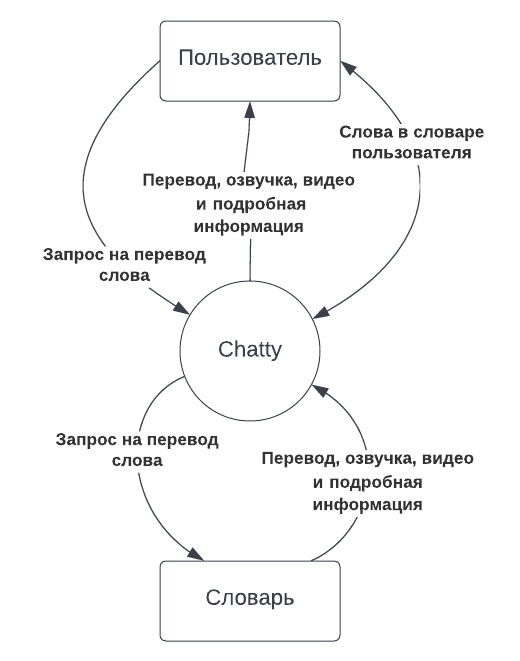 Пользователь
Слова в словаре
пользователя
Перевод, озвучка, видео
и подробная
информация
Запрос на перевод
слова
Chatty
Запрос на перевод
слова
Перевод, озвучка, видео
и подробная
информация
Словарь